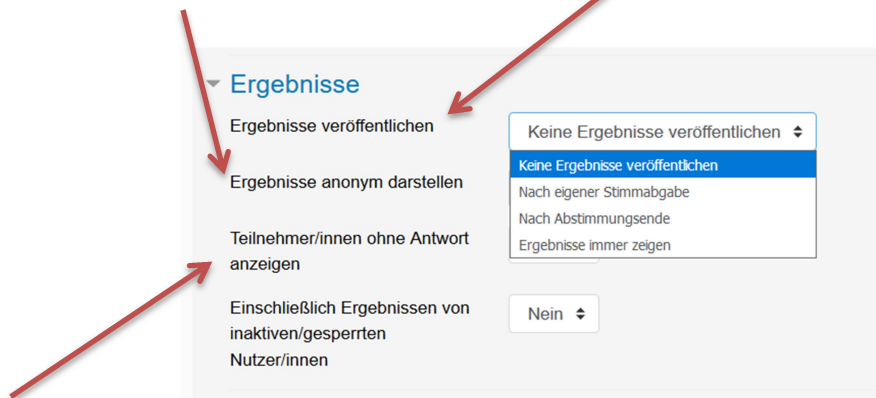 Ergebnisse
Ergebnisse veröffentlichen
Keine Ergebnisse veröffentlichen
Keine Ergebnisse veröffentlichen
Nach eigener Stimmabgabe
Nach Abstimmungsende
Ergebnisse immer zeigen
Ergebnisse anonym darstellen
Teilnehmer/innen ohne Antwort
anzeigen
Einschließlich Ergebnissen von
inaktiven/gesperrten
Nutzer/innen
Nein